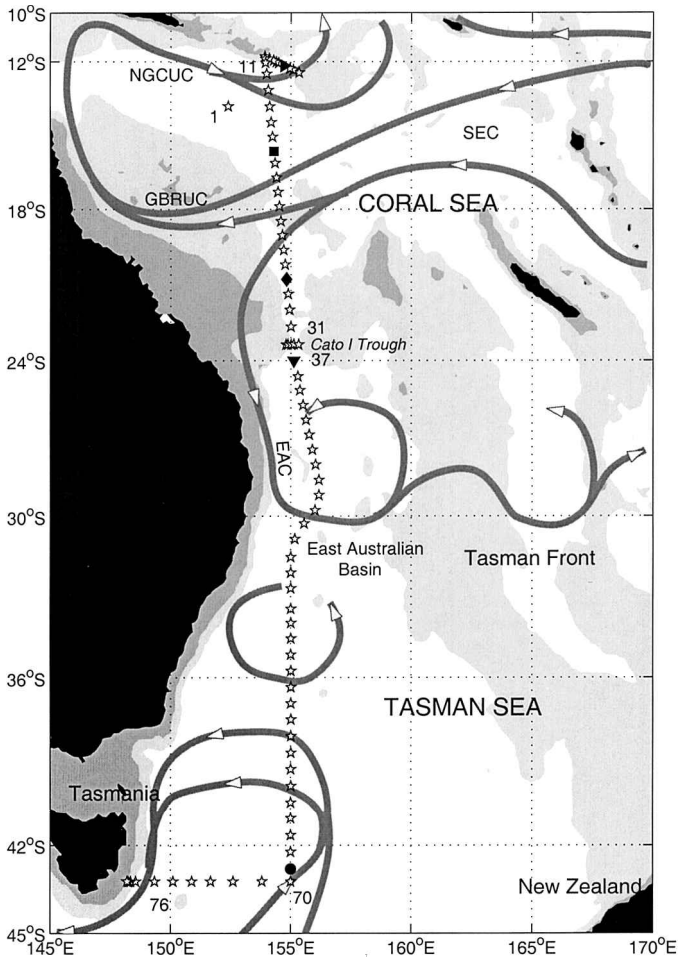 10°S
12°S
11
NGCUC
1
SEC
GBRUC
18°S
CORAL SEA
31
Cato I Trough
24°S
37
EAC
30°S
East Australian
Basin
Tasman Front
36°S
TASMAN SEA
Tasmania
42°S
76
70
New Zealand
45°S
145°E
150°E
155°E
160°E
165°E
170°E